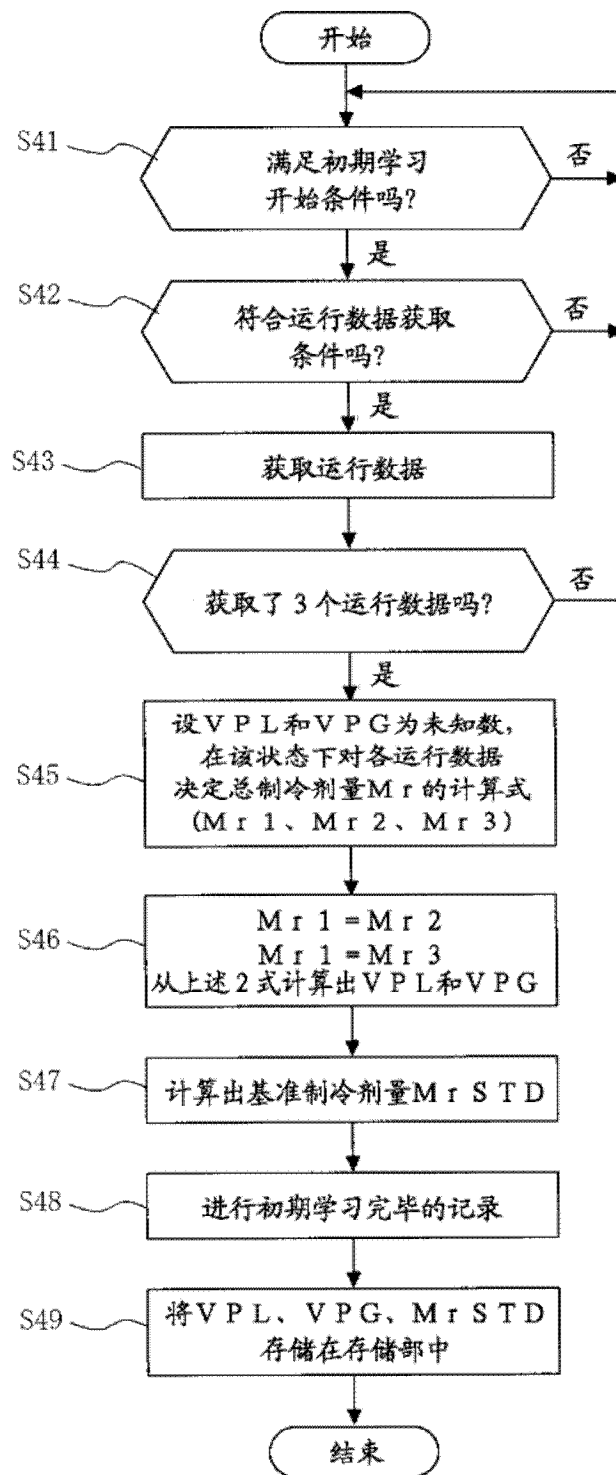 开始
S41
满足初期学习
开始条件吗？
否
是
S42
符合运行数据获取
条件吗？
否
是
S43
获取运行数据
S44
获取了3个运行数据吗？
否
是
S45
设VPL和VPG为未知数，
在该状态下对各运行数据
决定总制冷剂量Mr的计算式
（Mr1、Mr2、Mr3）
S46
Mr1=Mr2
Mr1=Mr3
从上述2式计算出VPL和VPG
S47
计算出基准制冷剂量MrSTD
S48
进行初期学习完毕的记录
S49
将VPL、VPG、MrSTD
存储在存储部中
结束